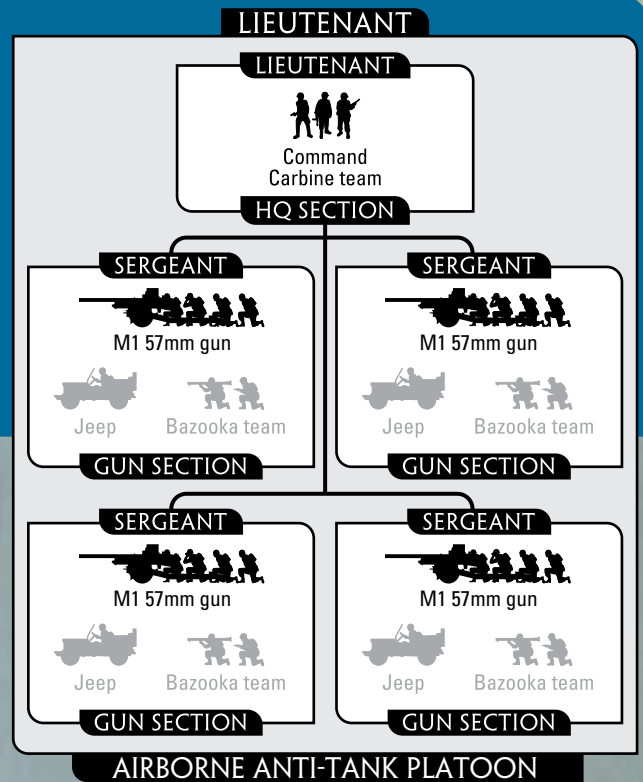 LIEUTENANT
LIEUTENANT
Command
Carbine team
HQ SECTION
SERGEANT
M1 57mm gun
Jeep
Bazooka team
GUN SECTION
SERGEANT
M1 57mm gun
Jeep
Bazooka team
GUN SECTION
SERGEANT
M1 57mm gun
Jeep
Bazooka team
GUN SECTION
SERGEANT
M1 57mm gun
Jeep
Bazooka team
GUN SECTION
AIRBORNE ANTI-TANK PLATOON